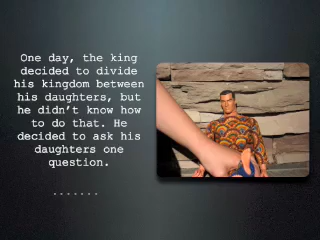 One day, the king
decided to divide
his kingdom between
his daughters, but
he didn't know how
to do that. He
decided to ask his
daughters one
question.
.......